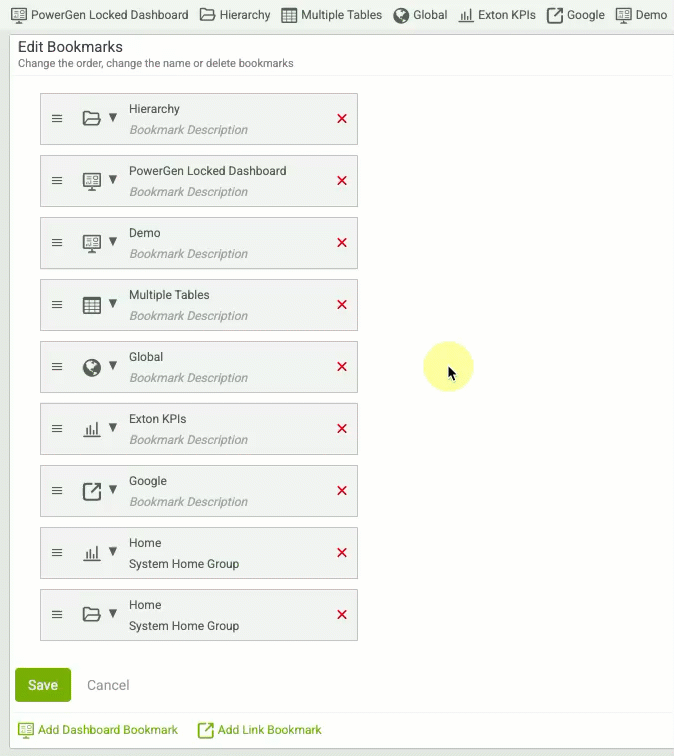 PowerGen Locked Dashboard Hierarchy Multiple Tables Global Exton KPIs Google Demo
Edit Bookmarks
Change the order, change the name or delete bookmarks
Hierarchy
Bookmark Description
PowerGen Locked Dashboard
Bookmark Description
Demo
Bookmark Description
Multiple Tables
Bookmark Description
Global
Bookmark Description
Exton KPIs
Bookmark Description
Google
Bookmark Description
Home
System Home Group
Home
System Home Group
Save Cancel
Add Dashboard Bookmark Add Link Bookmark